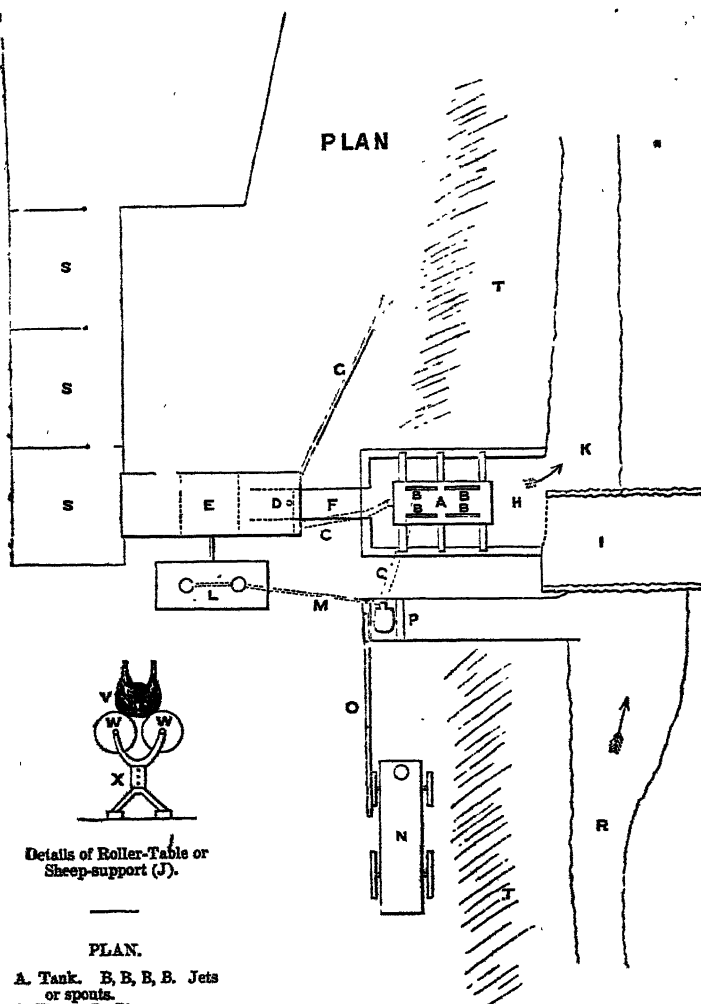 PLAN
T
S
C
S
K
B B
S E D F A H
B B
C
I
C
L
M
P
V
W W
O
X
N
R
Details of Roller-Table or
Sheep-support (J).
T
PLAN.
A. Tank. B, B, B, B. Jets
or spouts.